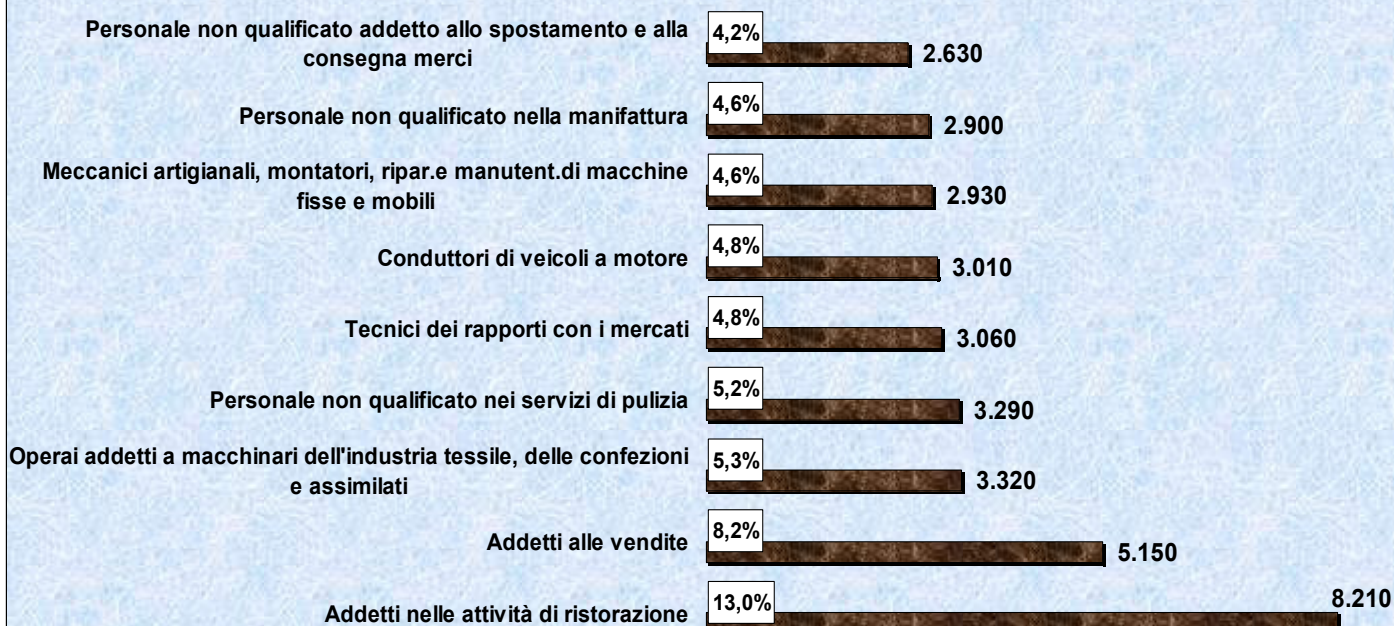 Personale non qualificato addetto allo spostamento e alla
consegna merci
4,2%
2.630
Personale non qualificato nella manifattura
4,6%
2.900
Meccanici artigianali, montatori, ripar.e manutent.di macchine
fisse e mobili
4,6%
2.930
Conduttori di veicoli a motore
4,8%
3.010
Tecnici dei rapporti con i mercati
4,8%
3.060
Personale non qualificato nei servizi di pulizia
5,2%
3.290
Operai addetti a macchinari dell'industria tessile, delle confezioni
e assimilati
5,3%
3.320
Addetti alle vendite
8,2%
5.150
Addetti nelle attività di ristorazione
13,0%
8.210